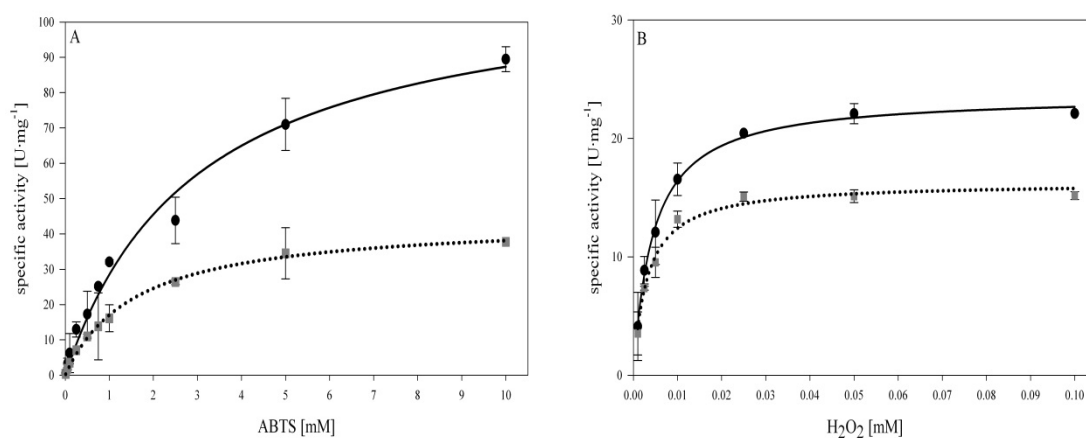 A
specific activity [U·mg⁻¹]
100
90
80
70
60
50
40
30
20
10
0
0 1 2 3 4 5 6 7 8 9 10
ABTS [mM]
B
specific activity [U·mg⁻¹]
30
20
10
0
0.00 0.01 0.02 0.03 0.04 0.05 0.06 0.07 0.08 0.09 0.10
H₂O₂ [mM]